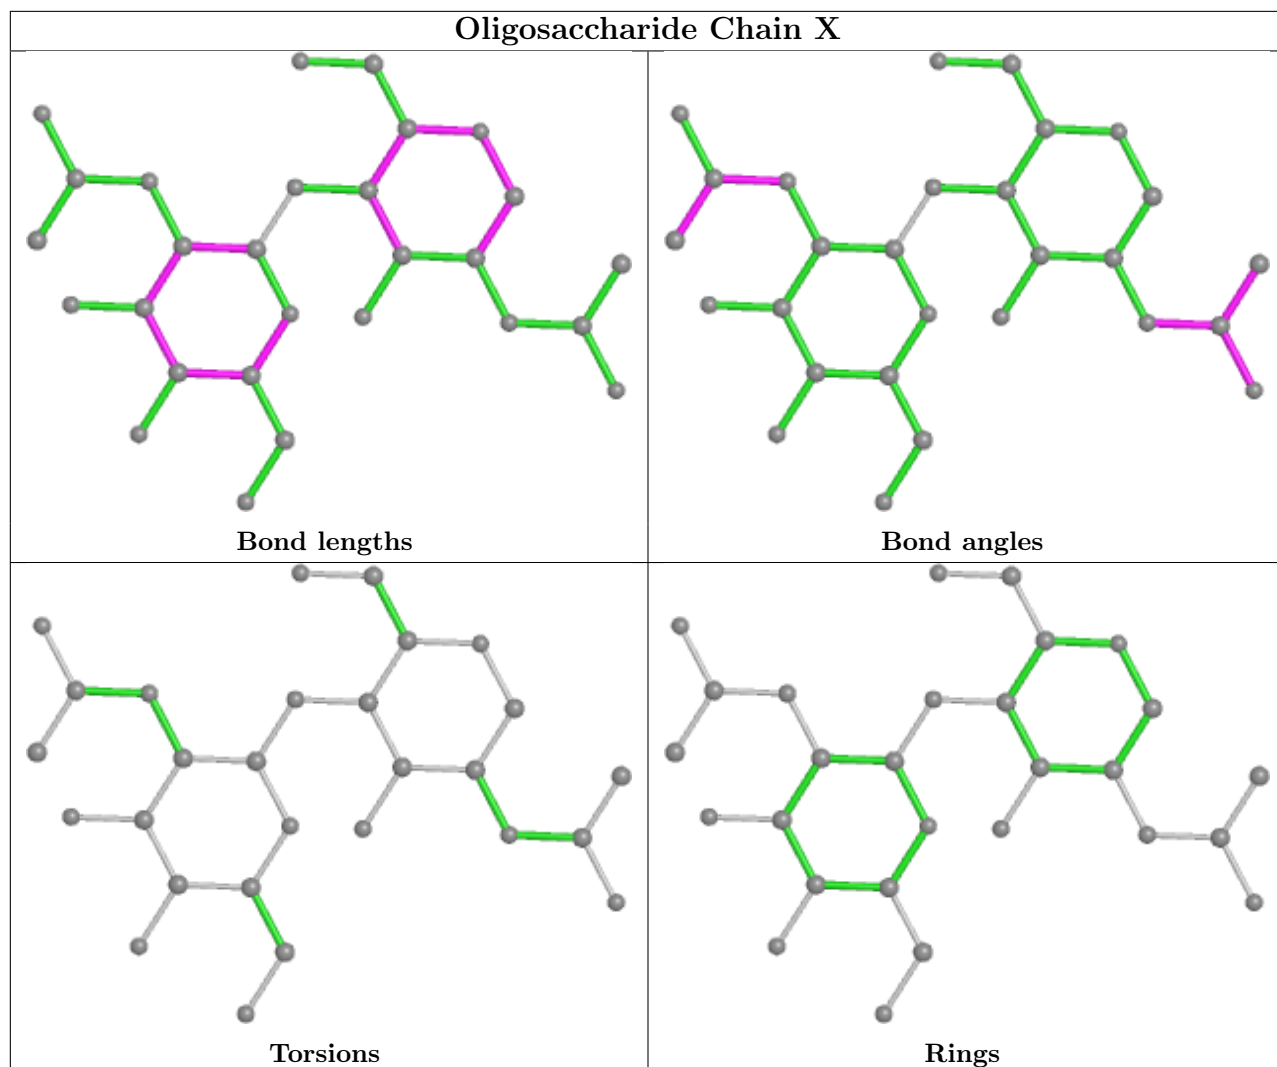 Oligosaccharide Chain X
Bond lengths
Bond angles
Torsions
Rings